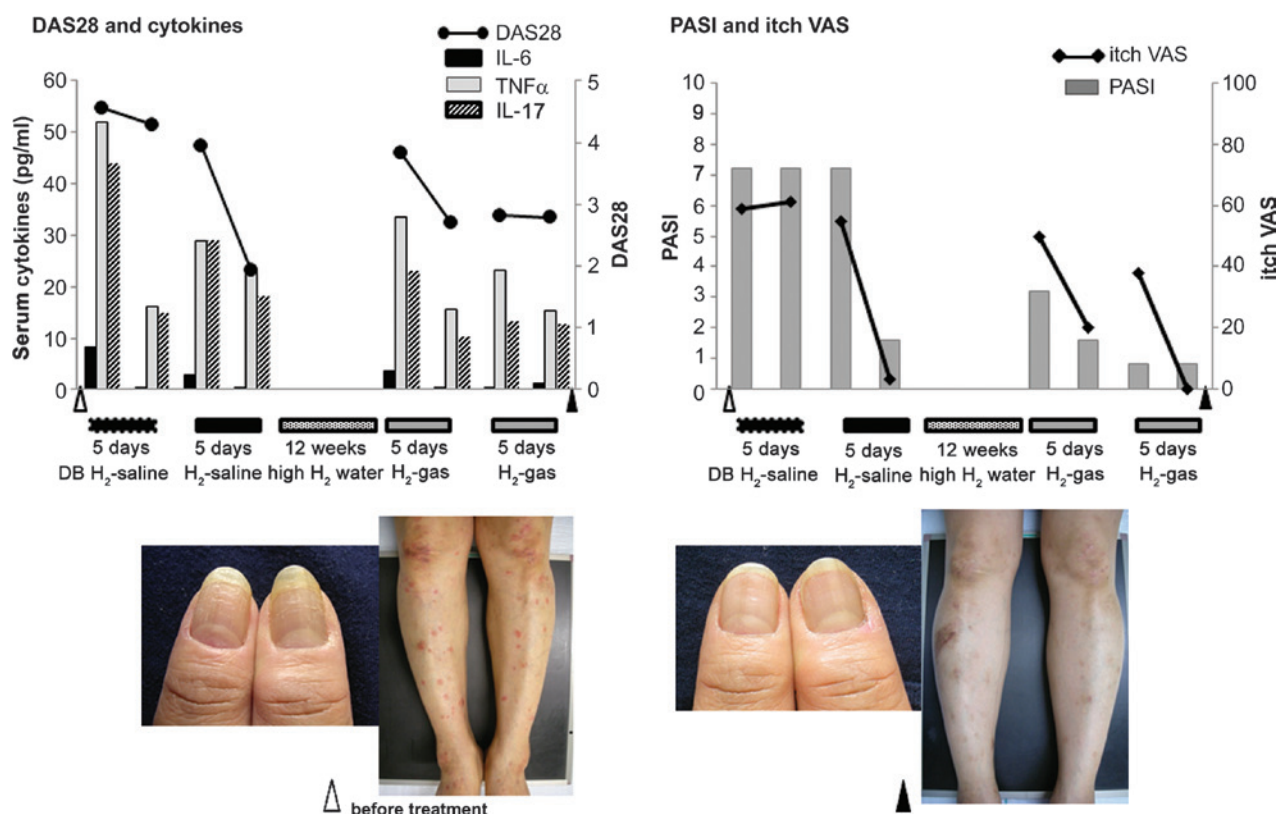 DAS28 and cytokines
DAS28
IL-6
TNFα
IL-17
Serum cytokines (pg/ml)
60
50
40
30
20
10
0
5
4
3
2
1
0
DAS28
5 days
DB H₂-saline
5 days
H₂-saline
12 weeks
high H₂ water
5 days
H₂-gas
5 days
H₂-gas
PASI and itch VAS
itch VAS
PASI
PASI
10
9
8
7
6
5
4
3
2
1
0
100
80
60
40
20
0
itch VAS
5 days
DB H₂-saline
5 days
H₂-saline
12 weeks
high H₂ water
5 days
H₂-gas
5 days
H₂-gas
before treatment